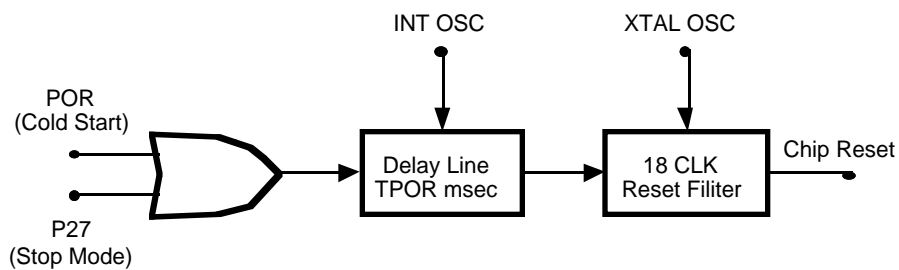 INT OSC
XTAL OSC
POR
(Cold Start)
Delay Line
TPOR msec
18 CLK
Reset Filiter
Chip Reset
P27
(Stop Mode)